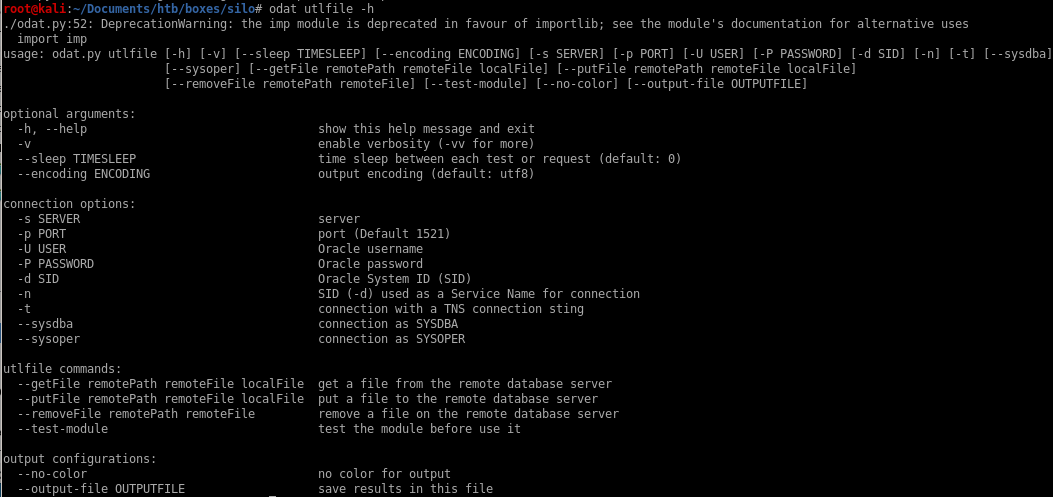 root@kali:~/Documents/htb/boxes/silo# odat utlfile -h
./odat.py:52: DeprecationWarning: the imp module is deprecated in favour of importlib; see the module's documentation for alternative uses
  import imp
usage: odat.py utlfile [-h] [-v] [--sleep TIMESLEEP] [--encoding ENCODING] [-s SERVER] [-p PORT] [-U USER] [-P PASSWORD] [-d SID] [-n] [-t] [--sysdba]
                       [--sysoper] [--getFile remotePath remoteFile localFile] [--putFile remotePath remoteFile localFile]
                       [--removeFile remotePath remoteFile] [--test-module] [--no-color] [--output-file OUTPUTFILE]

optional arguments:
  -h, --help                                 show this help message and exit
  -v                                         enable verbosity (-vv for more)
  --sleep TIMESLEEP                          time sleep between each test or request (default: 0)
  --encoding ENCODING                        output encoding (default: utf8)

connection options:
  -s SERVER                                  server
  -p PORT                                    port (Default 1521)
  -U USER                                    Oracle username
  -P PASSWORD                                Oracle password
  -d SID                                     Oracle System ID (SID)
  -n                                         SID (-d) used as a Service Name for connection
  -t                                         connection with a TNS connection sting
  --sysdba                                   connection as SYSDBA
  --sysoper                                  connection as SYSOPER

utlfile commands:
  --getFile remotePath remoteFile localFile  get a file from the remote database server
  --putFile remotePath remoteFile localFile  put a file to the remote database server
  --removeFile remotePath remoteFile         remove a file on the remote database server
  --test-module                              test the module before use it

output configurations:
  --no-color                                 no color for output
  --output-file OUTPUTFILE                   save results in this file